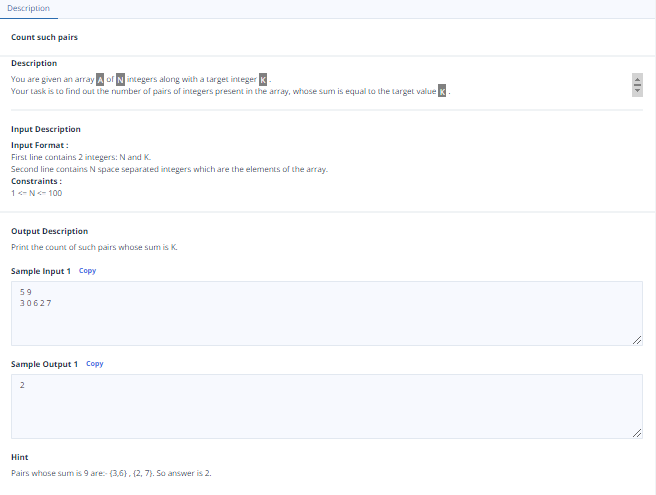 Description
Count such pairs
Description
You are given an array A of N integers along with a target integer K .
Your task is to find out the number of pairs of integers present in the array, whose sum is equal to the target value K .
Input Description
Input Format :
First line contains 2 integers: N and K.
Second line contains N space separated integers which are the elements of the array.
Constraints :
1 <= N <= 100
Output Description
Print the count of such pairs whose sum is K.
Sample Input 1 Copy
5 9
3 0 6 2 7
Sample Output 1 Copy
2
Hint
Pairs whose sum is 9 are:- {3,6} , {2, 7}. So answer is 2.